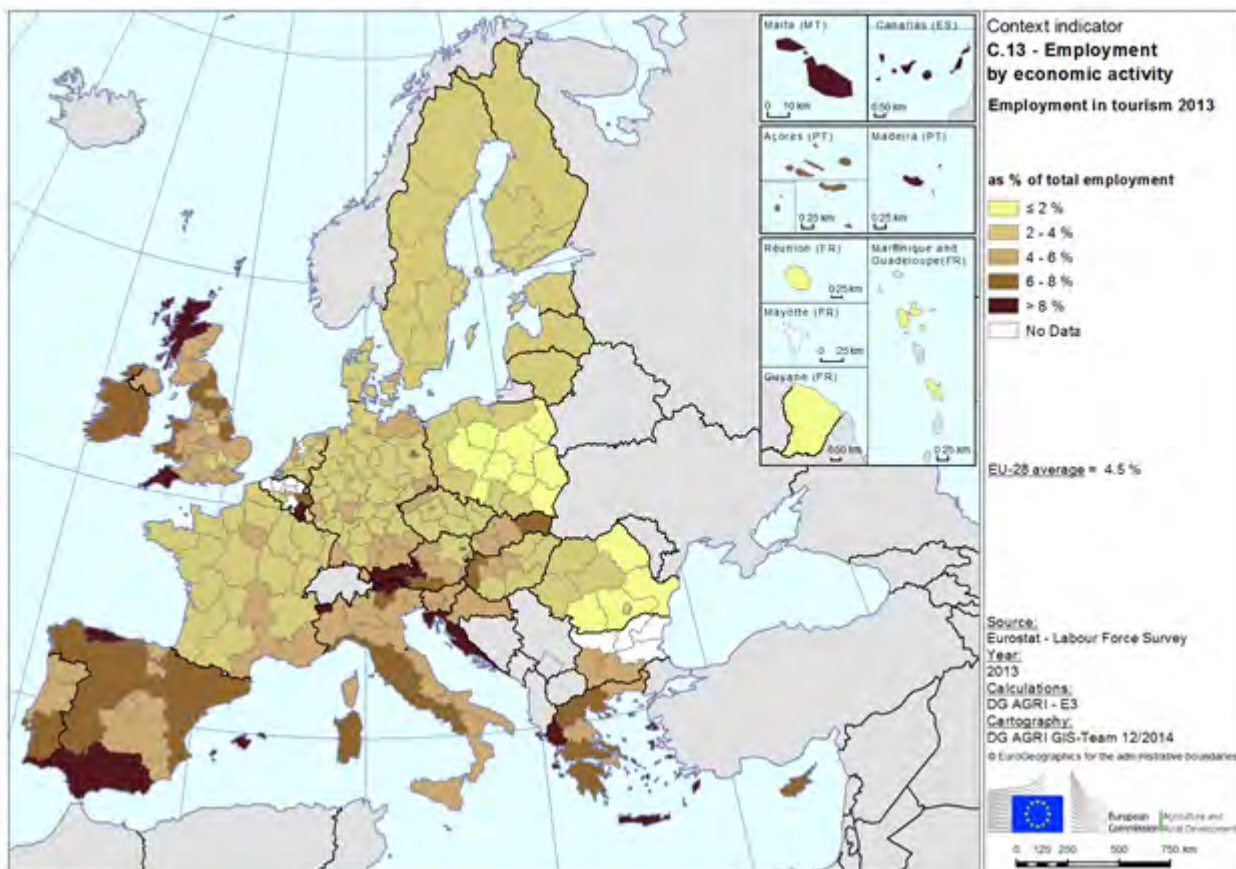 Malta (MT)
0 10 km
Canarias (ES)
0 50 km
Açores (PT)
0 25 km
Madeira (PT)
0 25 km
Réunion (FR)
0 25 km
Martinique and
Guadeloupe (FR)
0 25 km
Mayotte (FR)
0 25 km
Guyane (FR)
0 50 km
Context indicator
C.13 - Employment
by economic activity
Employment in tourism 2013
as % of total employment
≤ 2 %
2 - 4 %
4 - 6 %
6 - 8 %
> 8 %
No Data
EU-28 average = 4.5 %
Source:
Eurostat - Labour Force Survey
Year:
2013
Calculations:
DG AGRI - E3
Cartography:
DG AGRI GIS-Team 12/2014
© EuroGeographics for the administrative boundaries
European
Commission
Agriculture and
Rural Development
0 125 250 500 750 km